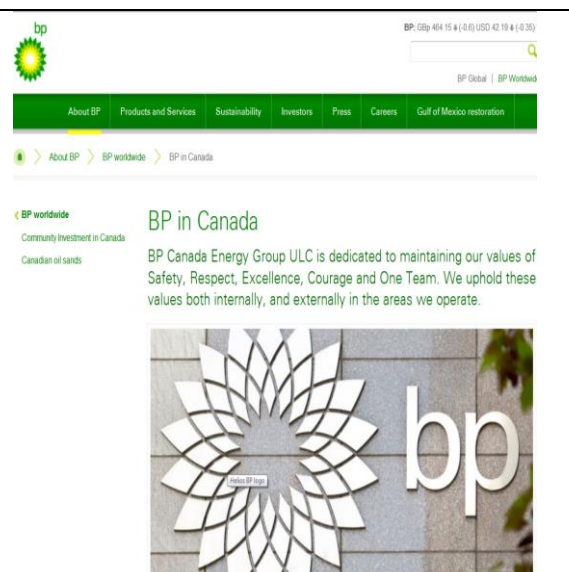 bp
BP: GBp 464.15 (-0.6) USD 42.19 (-0.35)
BP Global | BP Worldwide
About BP Products and Services Sustainability Investors Press Careers Gulf of Mexico restoration
About BP BP worldwide BP in Canada
BP worldwide
Community Investment in Canada
Canadian oil sands
BP in Canada
BP Canada Energy Group ULC is dedicated to maintaining our values of
Safety, Respect, Excellence, Courage and One Team. We uphold these
values both internally, and externally in the areas we operate.
bp
Helios BP logo